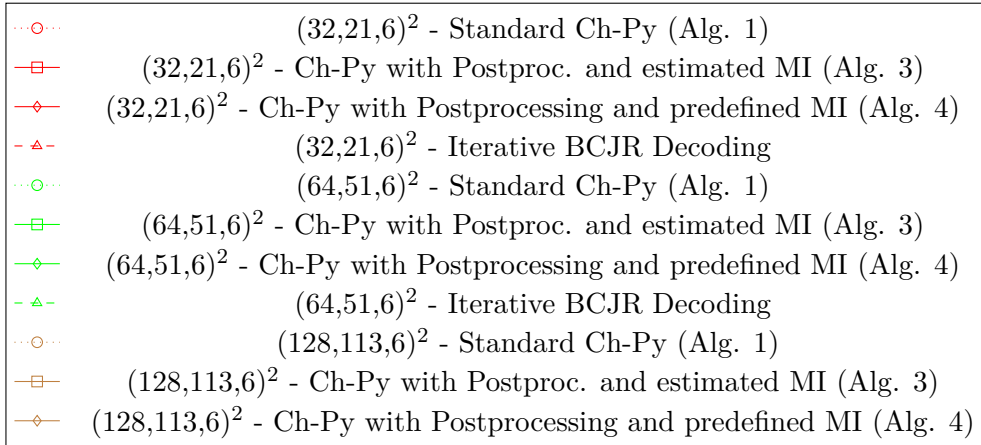 (32,21,6)² - Standard Ch-Py (Alg. 1)
(32,21,6)² - Ch-Py with Postproc. and estimated MI (Alg. 3)
(32,21,6)² - Ch-Py with Postprocessing and predefined MI (Alg. 4)
(32,21,6)² - Iterative BCJR Decoding
(64,51,6)² - Standard Ch-Py (Alg. 1)
(64,51,6)² - Ch-Py with Postproc. and estimated MI (Alg. 3)
(64,51,6)² - Ch-Py with Postprocessing and predefined MI (Alg. 4)
(64,51,6)² - Iterative BCJR Decoding
(128,113,6)² - Standard Ch-Py (Alg. 1)
(128,113,6)² - Ch-Py with Postproc. and estimated MI (Alg. 3)
(128,113,6)² - Ch-Py with Postprocessing and predefined MI (Alg. 4)